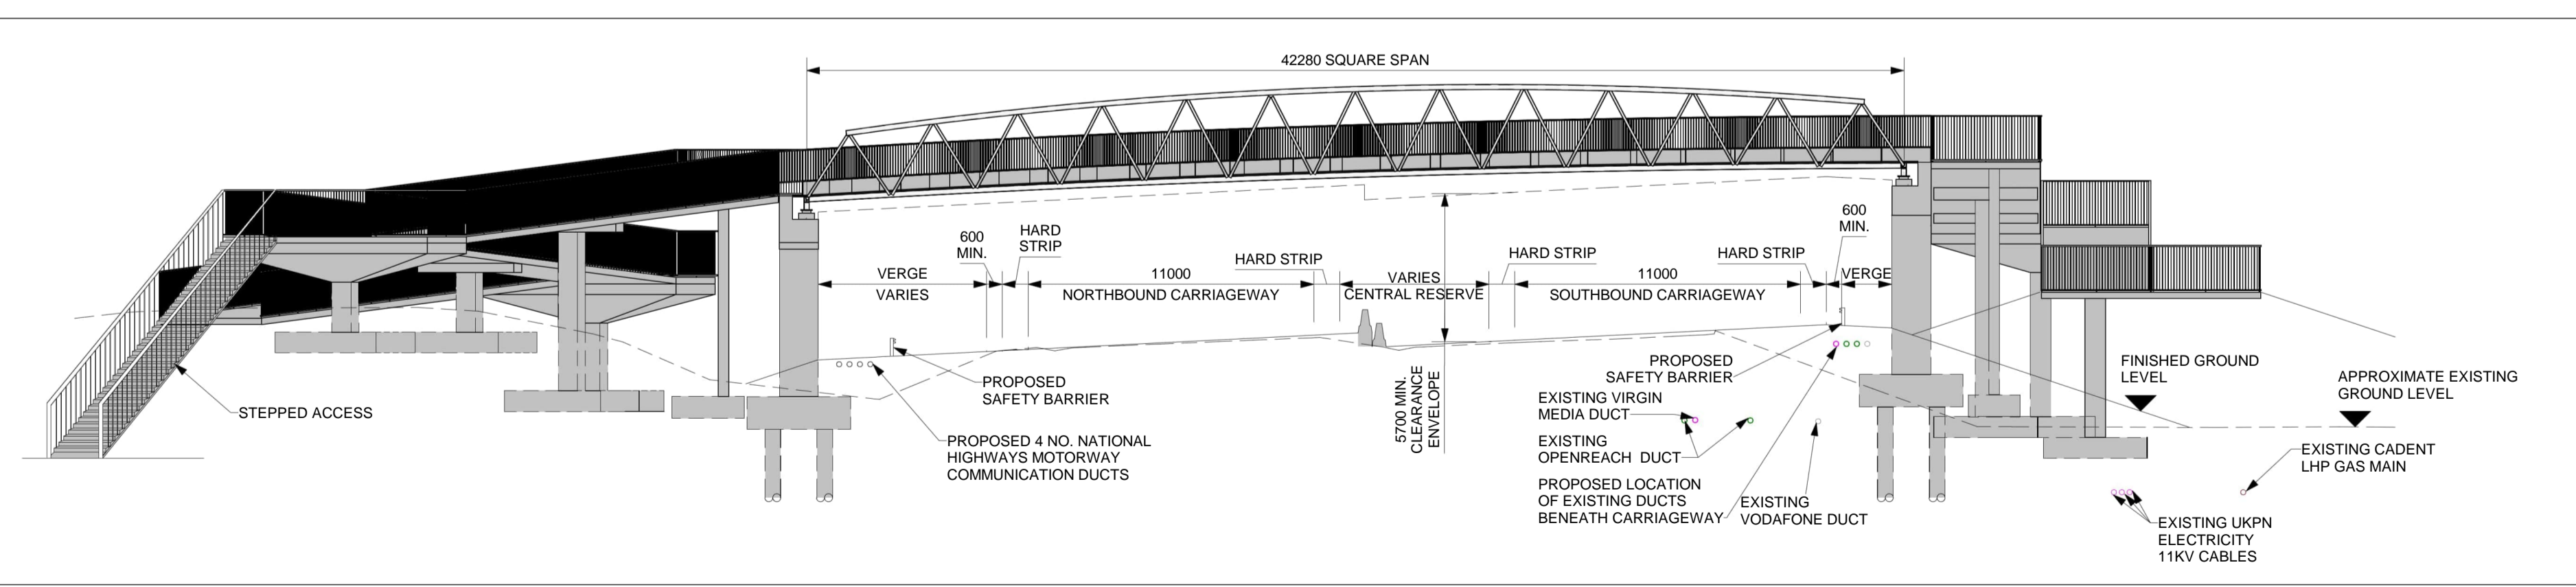 42280 SQUARE SPAN
600
MIN.
HARD
STRIP
VERGE
VARIES
11000
NORTHBOUND CARRIAGEWAY
HARD STRIP
VARIES
CENTRAL RESERVE
HARD STRIP
11000
SOUTHBOUND CARRIAGEWAY
HARD STRIP
600
MIN.
VERGE
5700 MIN.
CLEARANCE
ENVELOPE
STEPPED ACCESS
PROPOSED
SAFETY BARRIER
PROPOSED 4 NO. NATIONAL
HIGHWAYS MOTORWAY
COMMUNICATION DUCTS
PROPOSED
SAFETY BARRIER
EXISTING VIRGIN
MEDIA DUCT
EXISTING
OPENREACH DUCT
PROPOSED LOCATION
OF EXISTING DUCTS
BENEATH CARRIAGEWAY
EXISTING
VODAFONE DUCT
FINISHED GROUND
LEVEL
APPROXIMATE EXISTING
GROUND LEVEL
EXISTING CADENT
LHP GAS MAIN
EXISTING UKPN
ELECTRICITY
11KV CABLES